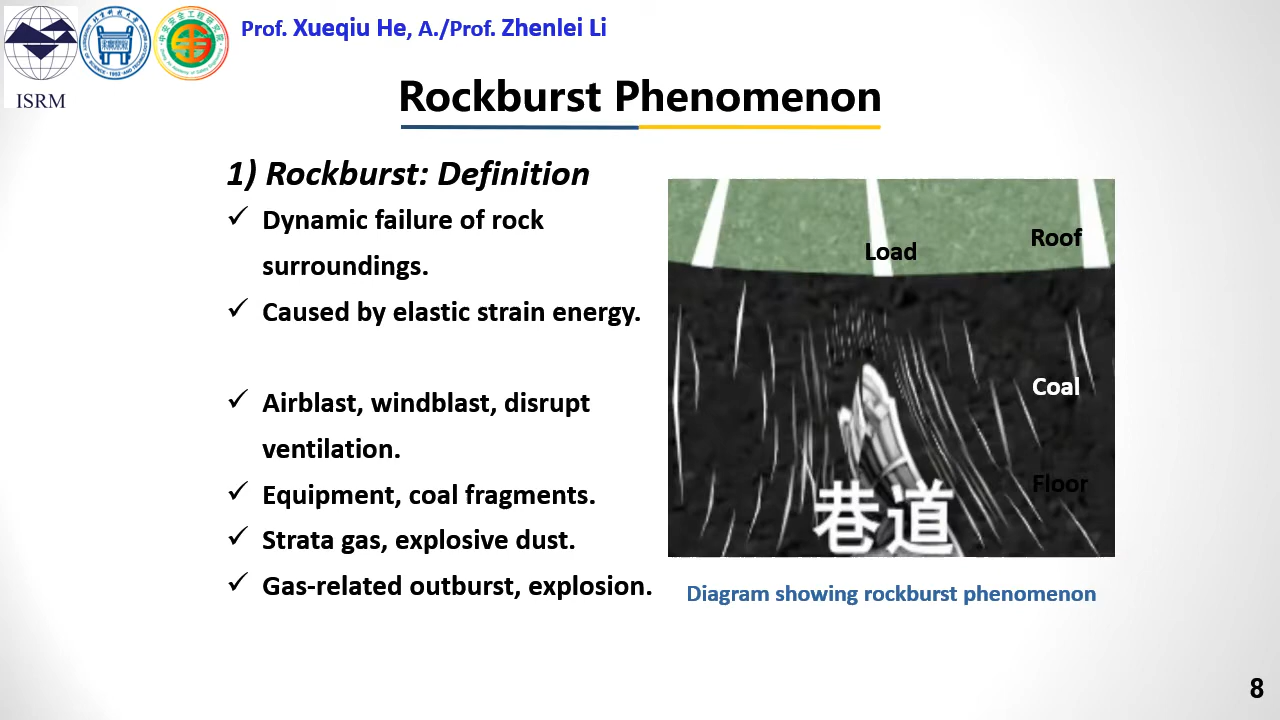 Prof. Xueqiu He, A./Prof. Zhenlei Li
ISRM
Rockburst Phenomenon
1) Rockburst: Definition
✓ Dynamic failure of rock
surroundings.
✓ Caused by elastic strain energy.
✓ Airblast, windblast, disrupt
ventilation.
✓ Equipment, coal fragments.
✓ Strata gas, explosive dust.
✓ Gas-related outburst, explosion.
Load
Roof
Coal
Floor
巷道
Diagram showing rockburst phenomenon
8